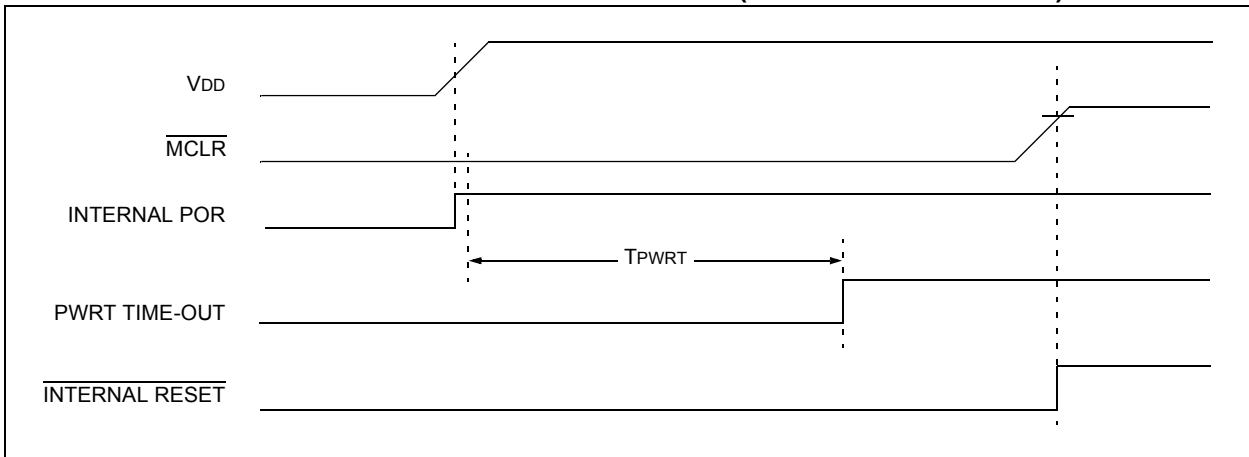 VDD
MCLR
INTERNAL POR
TPWRT
PWRT TIME-OUT
INTERNAL RESET